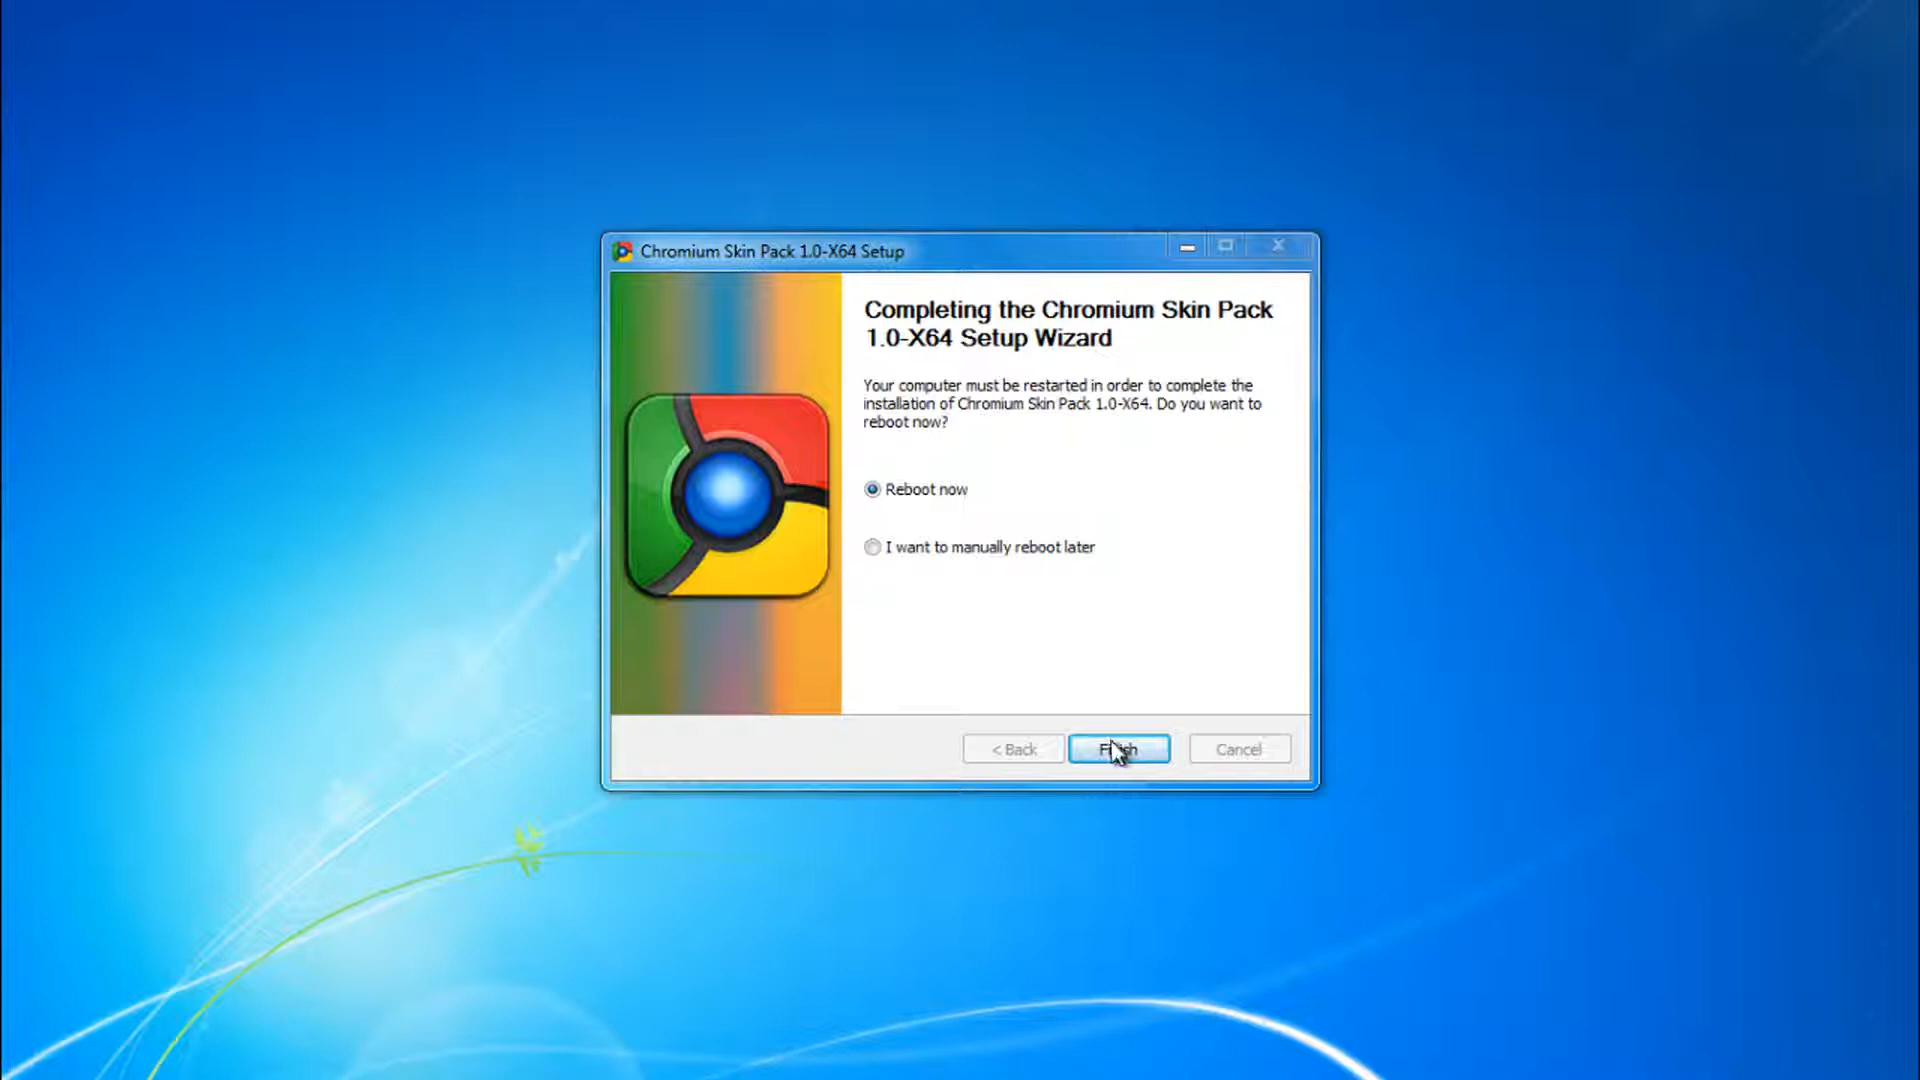 Chromium Skin Pack 1.0-X64 Setup
Completing the Chromium Skin Pack
1.0-X64 Setup Wizard
Your computer must be restarted in order to complete the
installation of Chromium Skin Pack 1.0-X64. Do you want to
reboot now?
Reboot now
I want to manually reboot later
< Back
Finish
Cancel